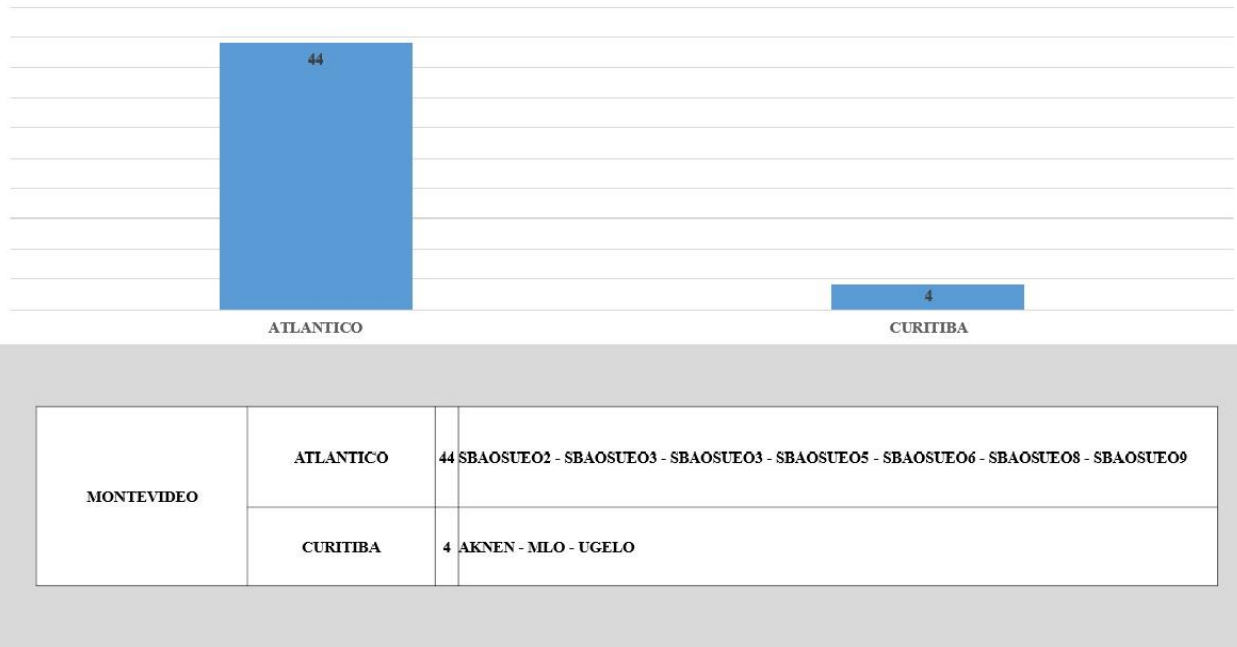 44
4
ATLANTICO CURITIBA
MONTEVIDEO
ATLANTICO 44 SBAOSUEO2 - SBAOSUEO3 - SBAOSUEO3 - SBAOSUEO5 - SBAOSUEO6 - SBAOSUEO8 - SBAOSUEO9
CURITIBA 4 AKNEN - MLO - UGELO